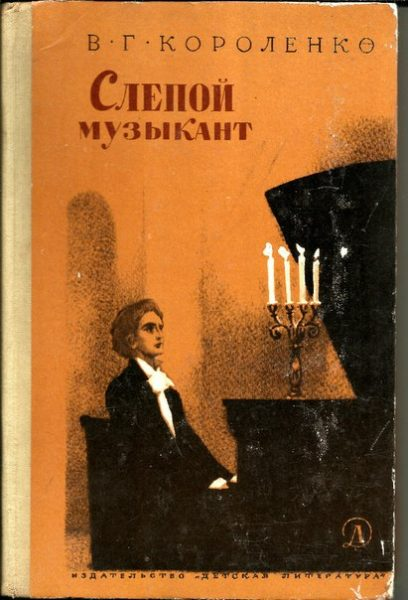 В·Г·КОРОЛЕНКО
СЛЕПОЙ
МУЗЫКАНТ
Д
ИЗДАТЕЛЬСТВО «ДЕТСКАЯ ЛИТЕРАТУРА»